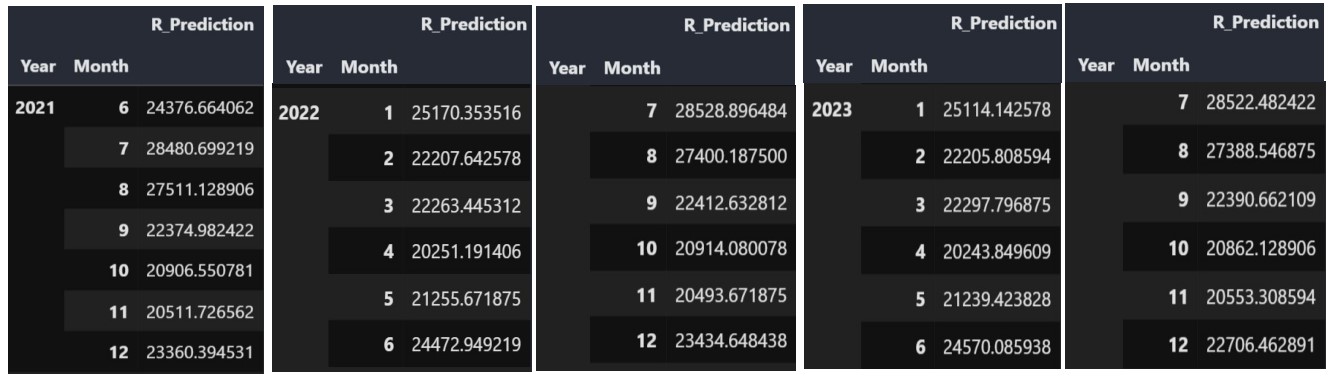 R_Prediction
Year Month
2021 6 24376.664062
7 28480.699219
8 27511.128906
9 22374.982422
10 20906.550781
11 20511.726562
12 23360.394531
R_Prediction
Year Month
2022 1 25170.353516
2 22207.642578
3 22263.445312
4 20251.191406
5 21255.671875
6 24472.949219
R_Prediction
Year Month
7 28528.896484
8 27400.187500
9 22412.632812
10 20914.080078
11 20493.671875
12 23434.648438
R_Prediction
Year Month
2023 1 25114.142578
2 22205.808594
3 22297.796875
4 20243.849609
5 21239.423828
6 24570.085938
R_Prediction
Year Month
7 28522.482422
8 27388.546875
9 22390.662109
10 20862.128906
11 20553.308594
12 22706.462891